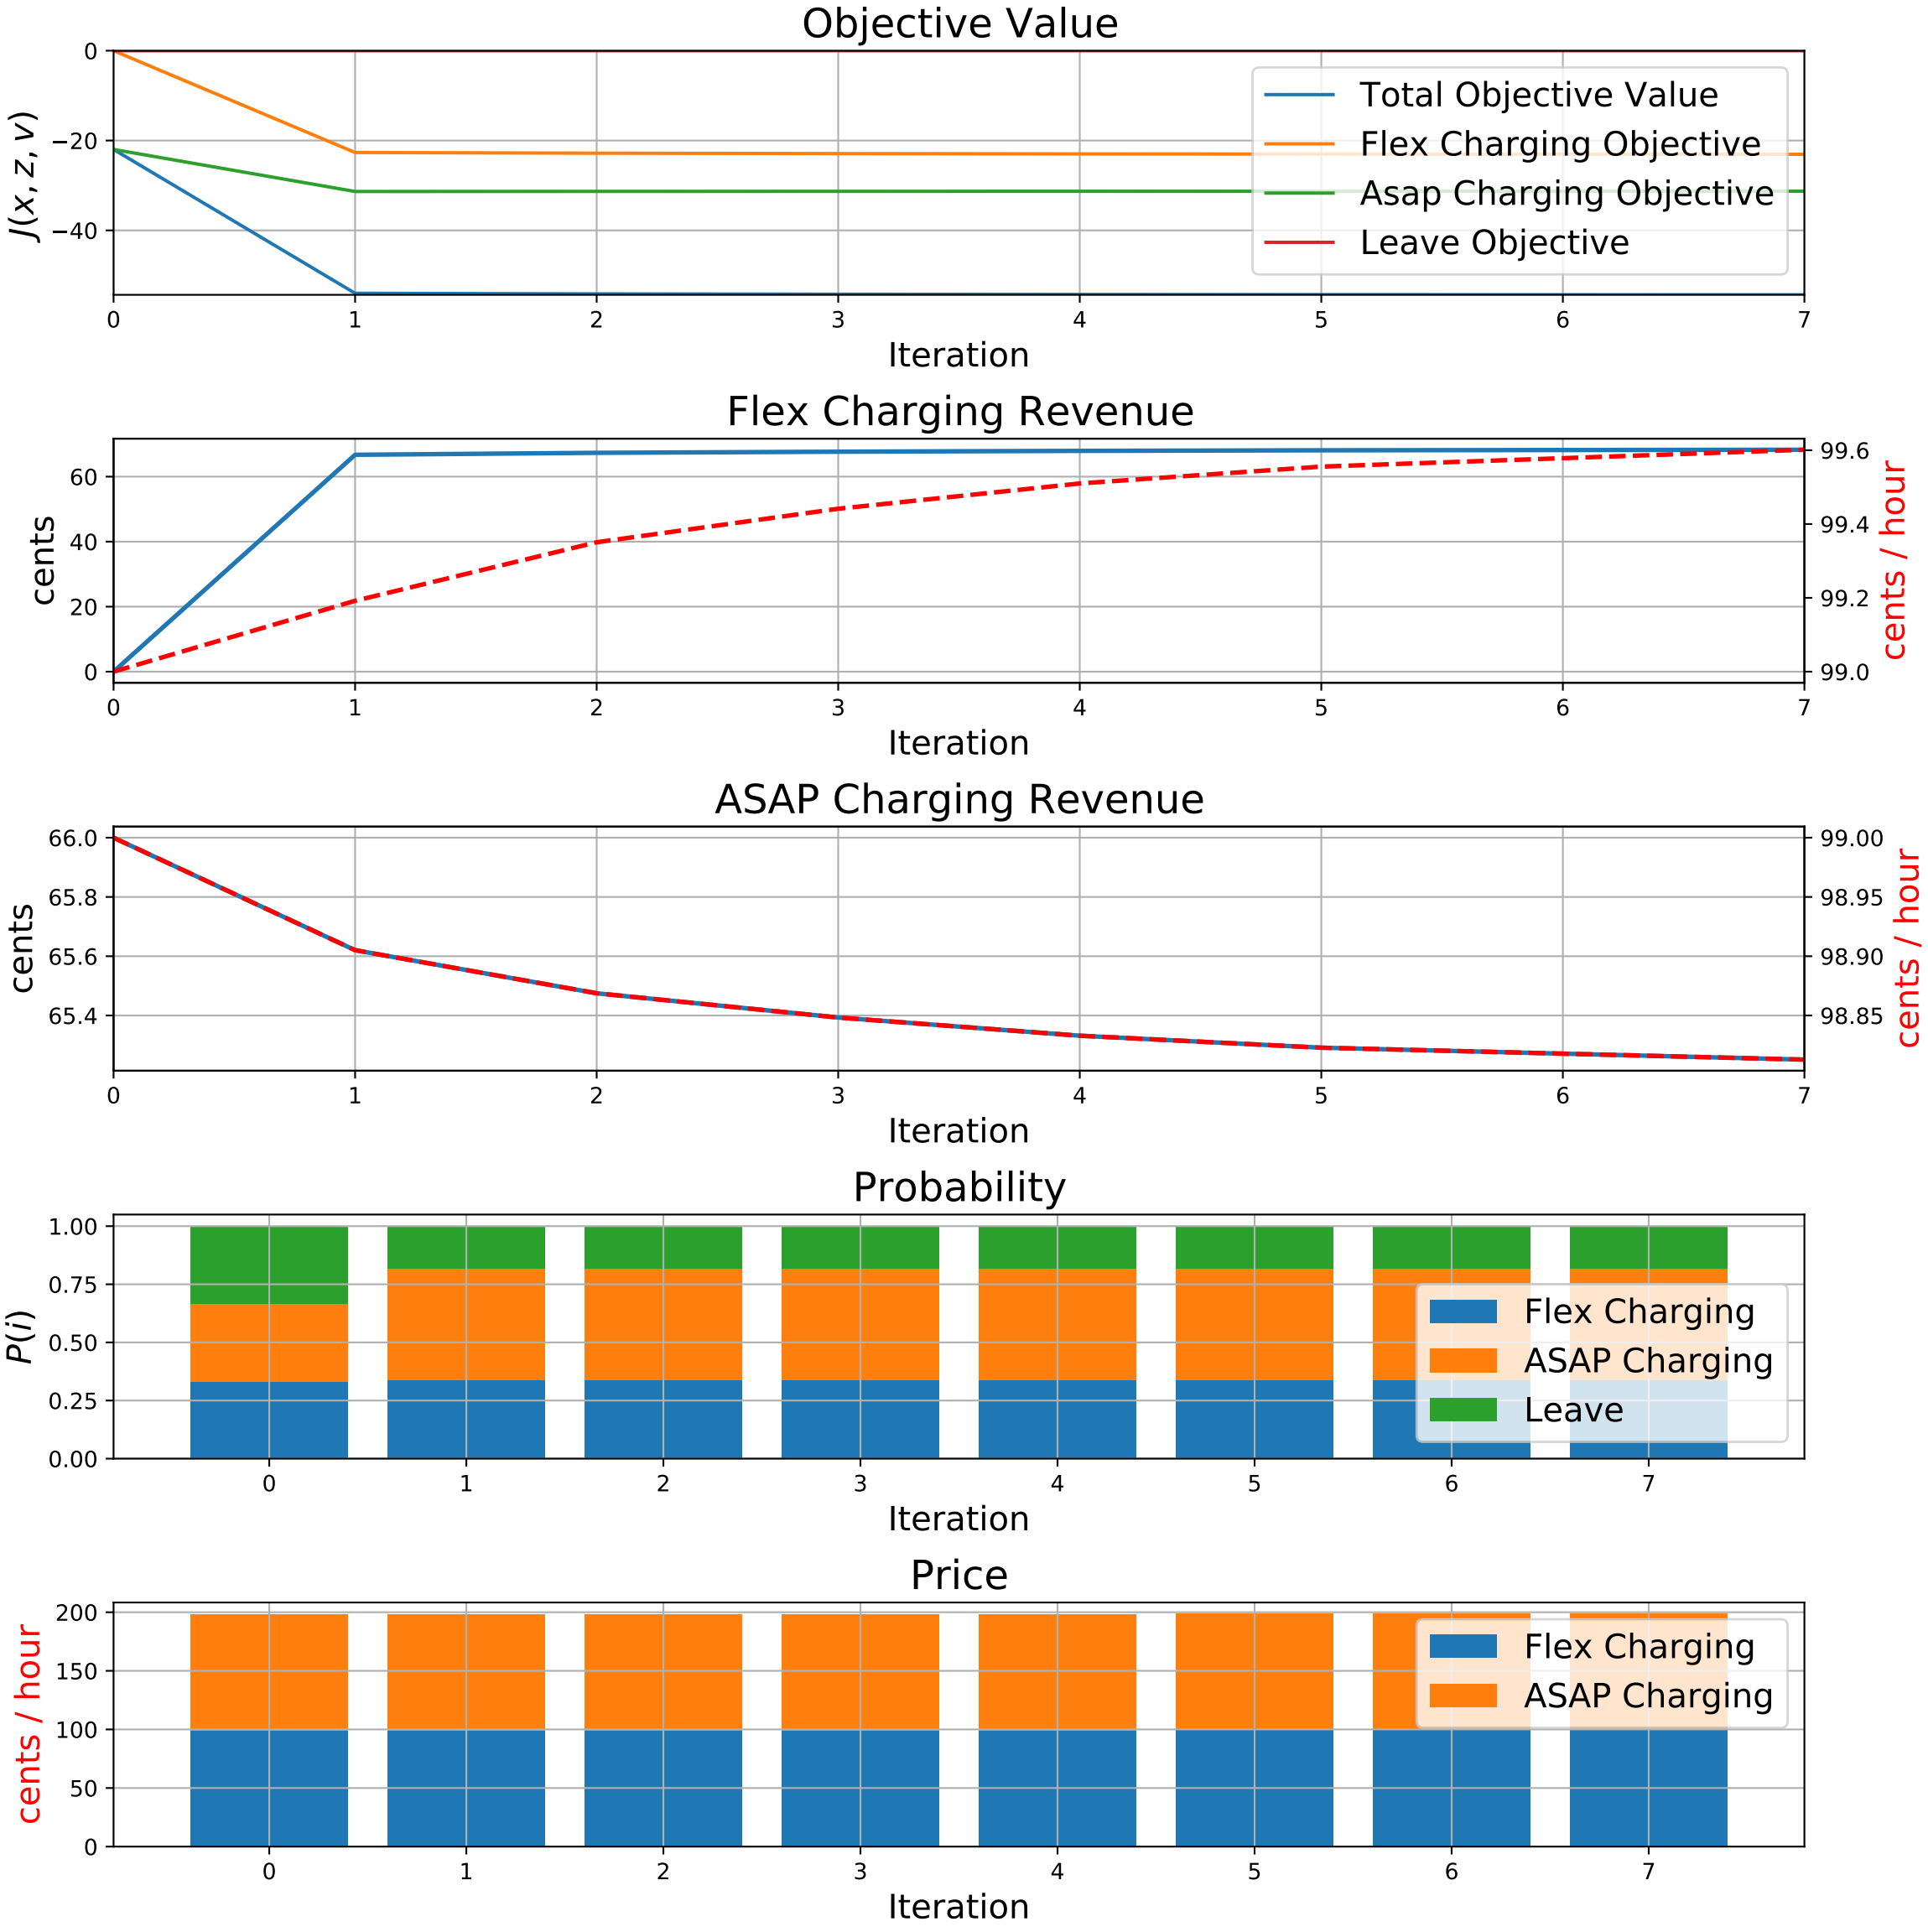 Objective Value
0
−20
−40
J(x, z, v)
Total Objective Value
Flex Charging Objective
Asap Charging Objective
Leave Objective
0 1 2 3 4 5 6 7
Iteration
Flex Charging Revenue
60
40
20
0
cents
99.6
99.4
99.2
99.0
cents / hour
0 1 2 3 4 5 6 7
Iteration
ASAP Charging Revenue
66.0
65.8
65.6
65.4
cents
99.00
98.95
98.90
98.85
cents / hour
0 1 2 3 4 5 6 7
Iteration
Probability
1.00
0.75
0.50
0.25
0.00
P(i)
Flex Charging
ASAP Charging
Leave
0 1 2 3 4 5 6 7
Iteration
Price
200
150
100
50
0
cents / hour
Flex Charging
ASAP Charging
0 1 2 3 4 5 6 7
Iteration